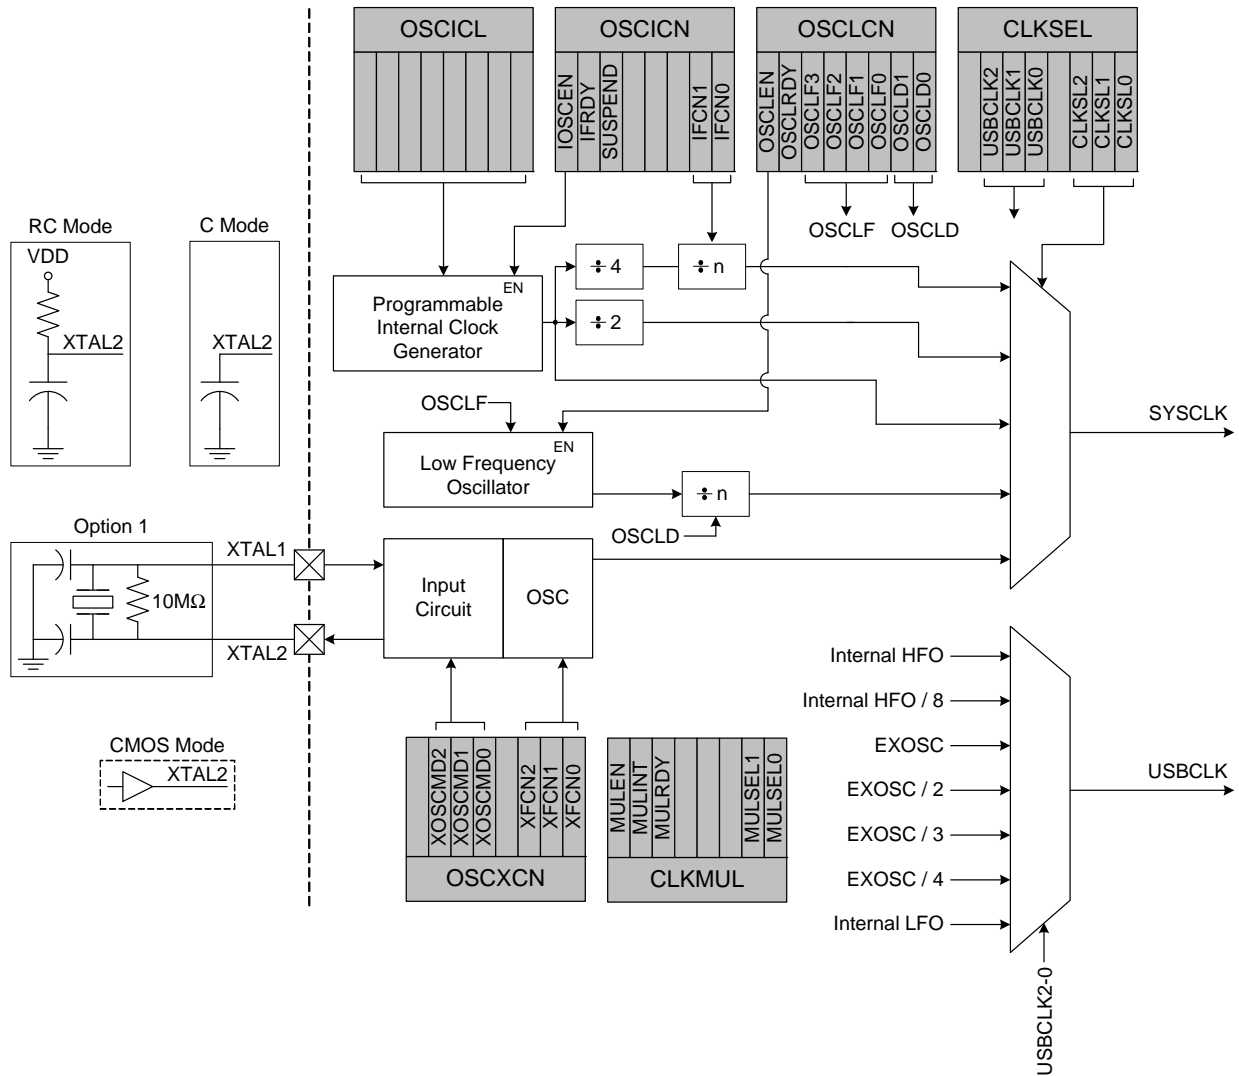 OSCICL
OSCICN
IOSCEN
IFRDY
SUSPEND
IFCN1
IFCN0
OSCLCN
OSCLEN
OSCLRDY
OSCLF3
OSCLF2
OSCLF1
OSCLF0
OSCLD1
OSCLD0
CLKSEL
USBCLK2
USBCLK1
USBCLK0
CLKSL2
CLKSL1
CLKSL0
OSCLF
OSCLD
RC Mode
VDD
XTAL2
C Mode
XTAL2
EN
Programmable
Internal Clock
Generator
÷ 4
÷ n
÷ 2
OSCLF
EN
Low Frequency
Oscillator
÷ n
OSCLD
SYSCLK
Option 1
10MΩ
XTAL1
XTAL2
Input
Circuit
OSC
CMOS Mode
XTAL2
XOSCMD2
XOSCMD1
XOSCMD0
XFCN2
XFCN1
XFCN0
OSCXCN
MULEN
MULINT
MULRDY
MULSEL1
MULSEL0
CLKMUL
Internal HFO
Internal HFO / 8
EXOSC
EXOSC / 2
EXOSC / 3
EXOSC / 4
Internal LFO
USBCLK
USBCLK2-0